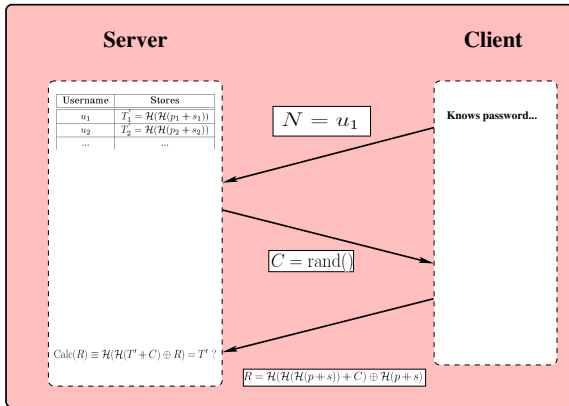 Server
Client
Username Stores
u₁ T₁′ = ℋ(ℋ(p₁ + s₁))
u₂ T₂′ = ℋ(ℋ(p₂ + s₂))
... ...
N = u₁
Knows password...
C = rand()
Calc(R) ≡ ℋ(ℋ(T′ + C) ⊕ R) = T′ ?
R = ℋ(ℋ(ℋ(p + s)) + C) ⊕ ℋ(p + s)